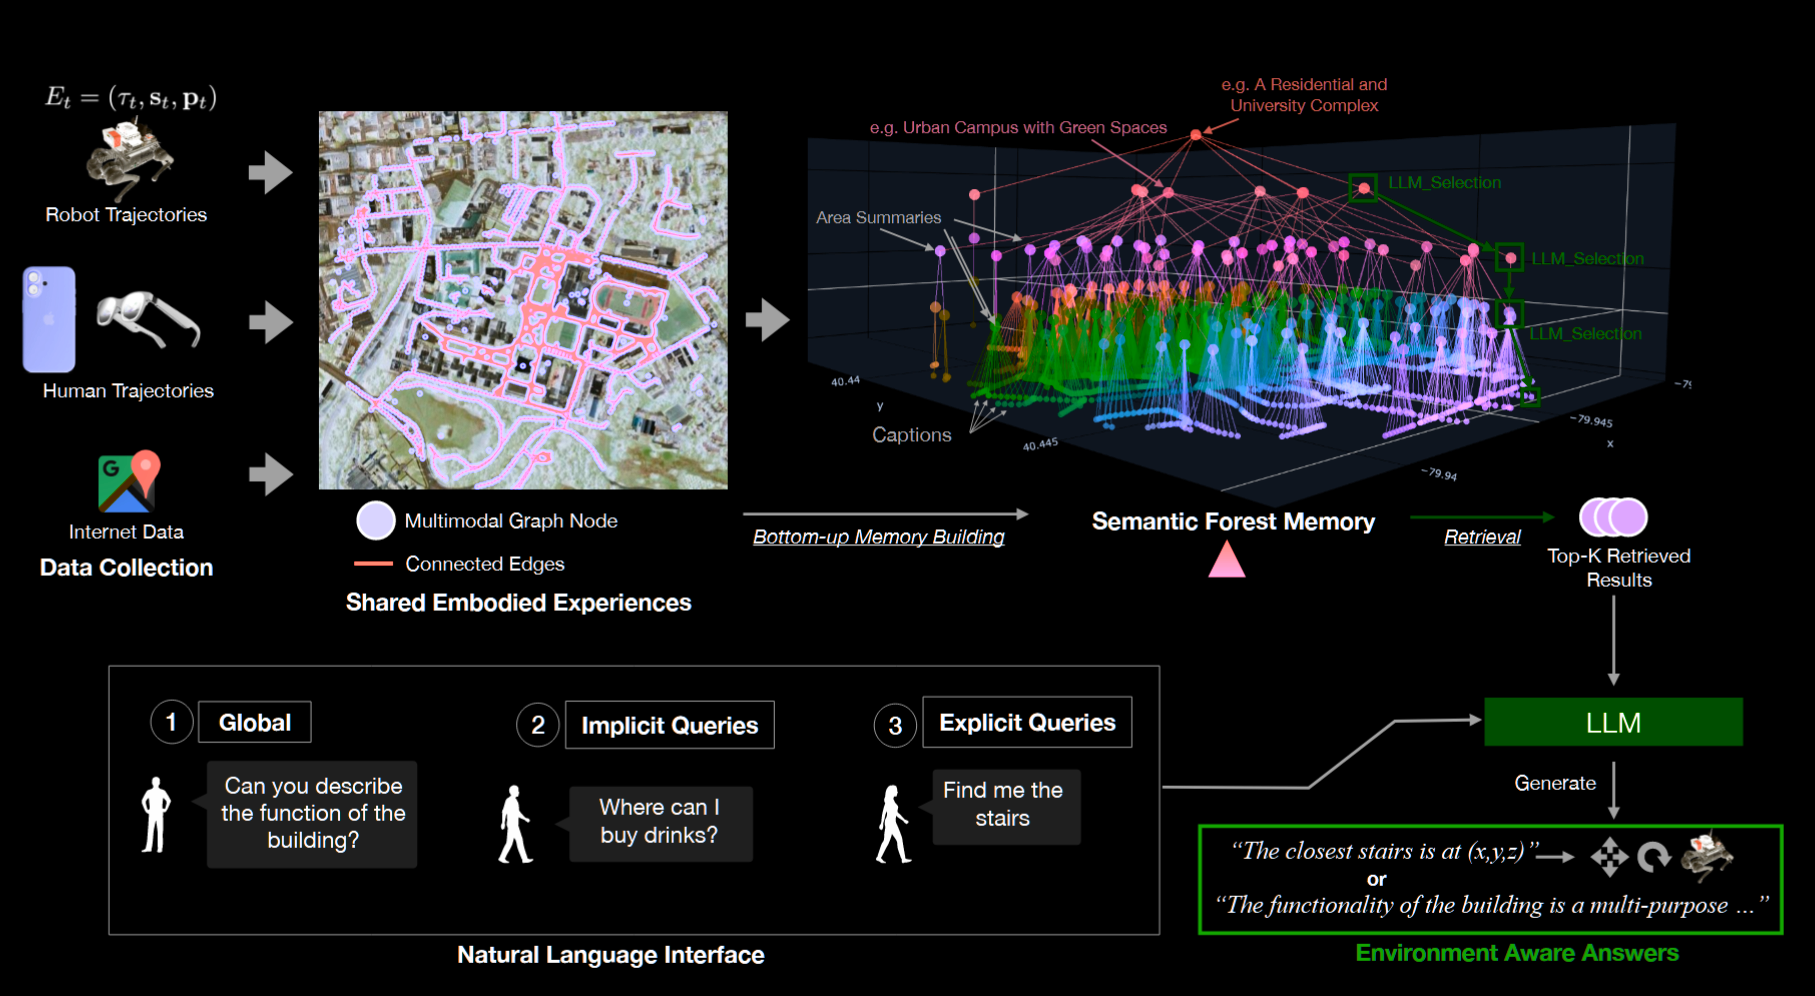 E_t = (τ_t, s_t, p_t)
Robot Trajectories
Human Trajectories
G
Internet Data
Data Collection
Multimodal Graph Node
Connected Edges
Shared Embodied Experiences
Bottom-up Memory Building
e.g. A Residential and
University Complex
e.g. Urban Campus with Green Spaces
LLM_Selection
Area Summaries
LLM_Selection
LLM_Selection
40.44
y
Captions
40.445
−79.94
−79.945
x
Semantic Forest Memory
Retrieval
Top-K Retrieved
Results
1
Global
Can you describe
the function of the
building?
2
Implicit Queries
Where can I
buy drinks?
3
Explicit Queries
Find me the
stairs
Natural Language Interface
LLM
Generate
“The closest stairs is at (x,y,z)”
or
“The functionality of the building is a multi-purpose …”
Environment Aware Answers